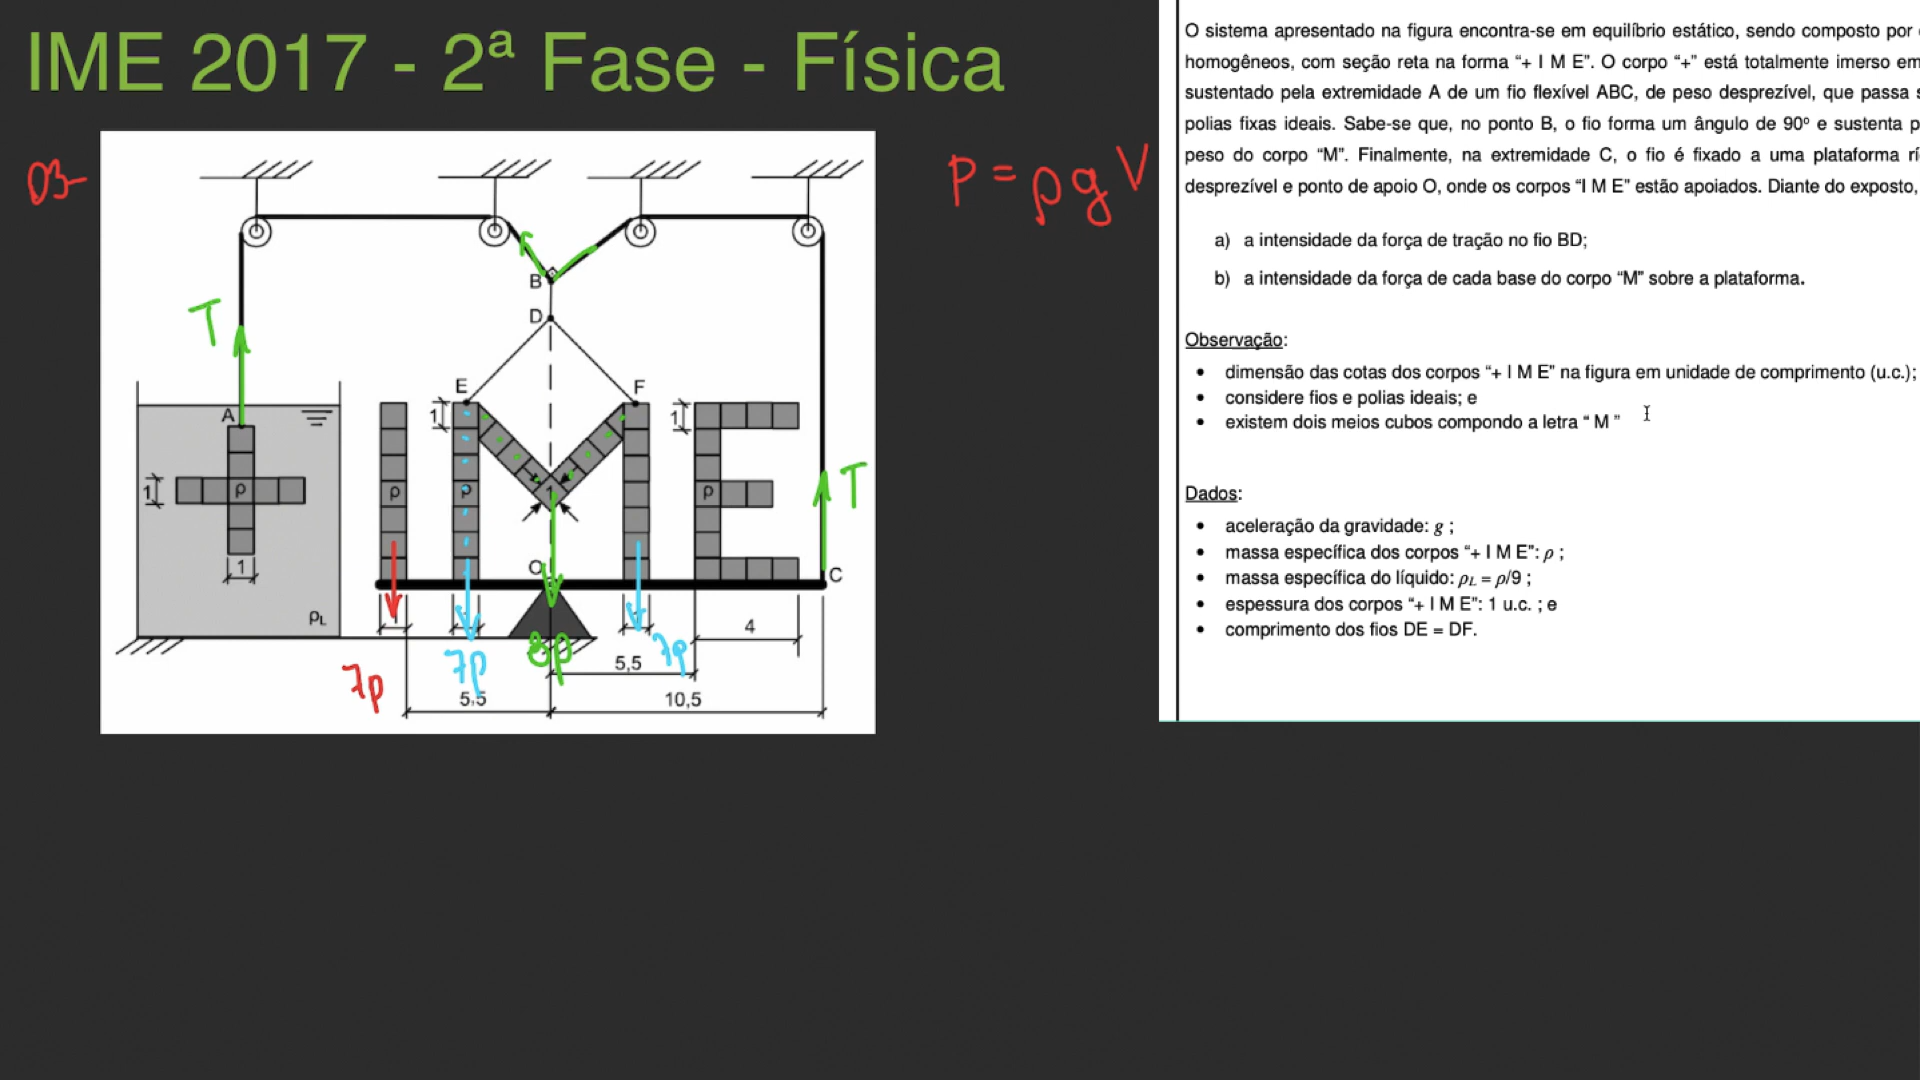 IME 2017 - 2ª Fase - Física
03-
P = ρ g V
B
D
T
E
F
A
1
1
1
1
ρ
ρ
ρ
ρ
1
T
O
C
ρL
4
7p
7p
8p
7p
5,5
5,5
10,5
O sistema apresentado na figura encontra-se em equilíbrio estático, sendo composto por
homogêneos, com seção reta na forma “+ I M E”. O corpo “+” está totalmente imerso em
sustentado pela extremidade A de um fio flexível ABC, de peso desprezível, que passa
polias fixas ideais. Sabe-se que, no ponto B, o fio forma um ângulo de 90º e sustenta
peso do corpo “M”. Finalmente, na extremidade C, o fio é fixado a uma plataforma
desprezível e ponto de apoio O, onde os corpos “I M E” estão apoiados. Diante do exposto,
a) a intensidade da força de tração no fio BD;
b) a intensidade da força de cada base do corpo “M” sobre a plataforma.
Observação:
• dimensão das cotas dos corpos “+ I M E” na figura em unidade de comprimento (u.c.);
• considere fios e polias ideais; e
• existem dois meios cubos compondo a letra “ M ”
Dados:
• aceleração da gravidade: g ;
• massa específica dos corpos “+ I M E”: ρ ;
• massa específica do líquido: ρL = ρ/9 ;
• espessura dos corpos “+ I M E”: 1 u.c. ; e
• comprimento dos fios DE = DF.